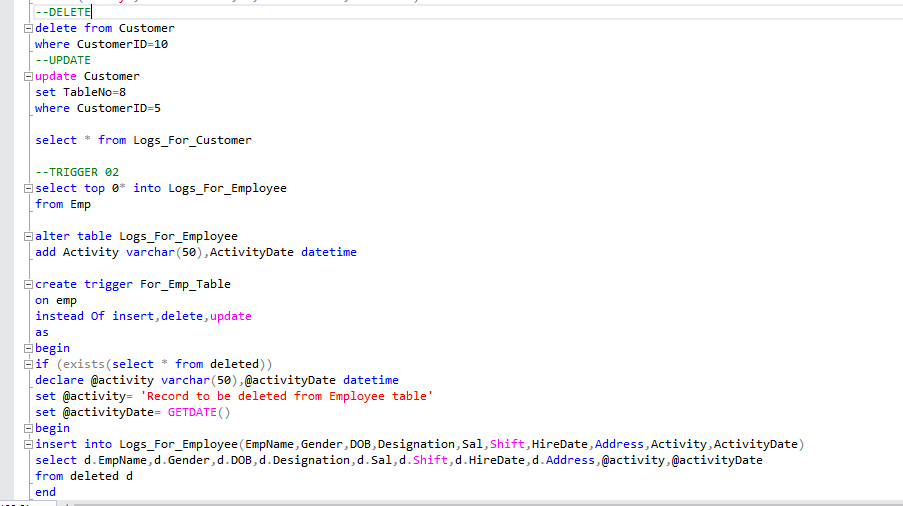 --DELETE
delete from Customer
where CustomerID=10
--UPDATE
update Customer
set TableNo=8
where CustomerID=5
select * from Logs_For_Customer
--TRIGGER 02
select top 0* into Logs_For_Employee
from Emp
alter table Logs_For_Employee
add Activity varchar(50),ActivityDate datetime
create trigger For_Emp_Table
on emp
instead Of insert,delete,update
as
begin
if (exists(select * from deleted))
declare @activity varchar(50),@activityDate datetime
set @activity= 'Record to be deleted from Employee table'
set @activityDate= GETDATE()
begin
insert into Logs_For_Employee(EmpName,Gender,DOB,Designation,Sal,Shift,HireDate,Address,Activity,ActivityDate)
select d.EmpName,d.Gender,d.DOB,d.Designation,d.Sal,d.Shift,d.HireDate,d.Address,@activity,@activityDate
from deleted d
end